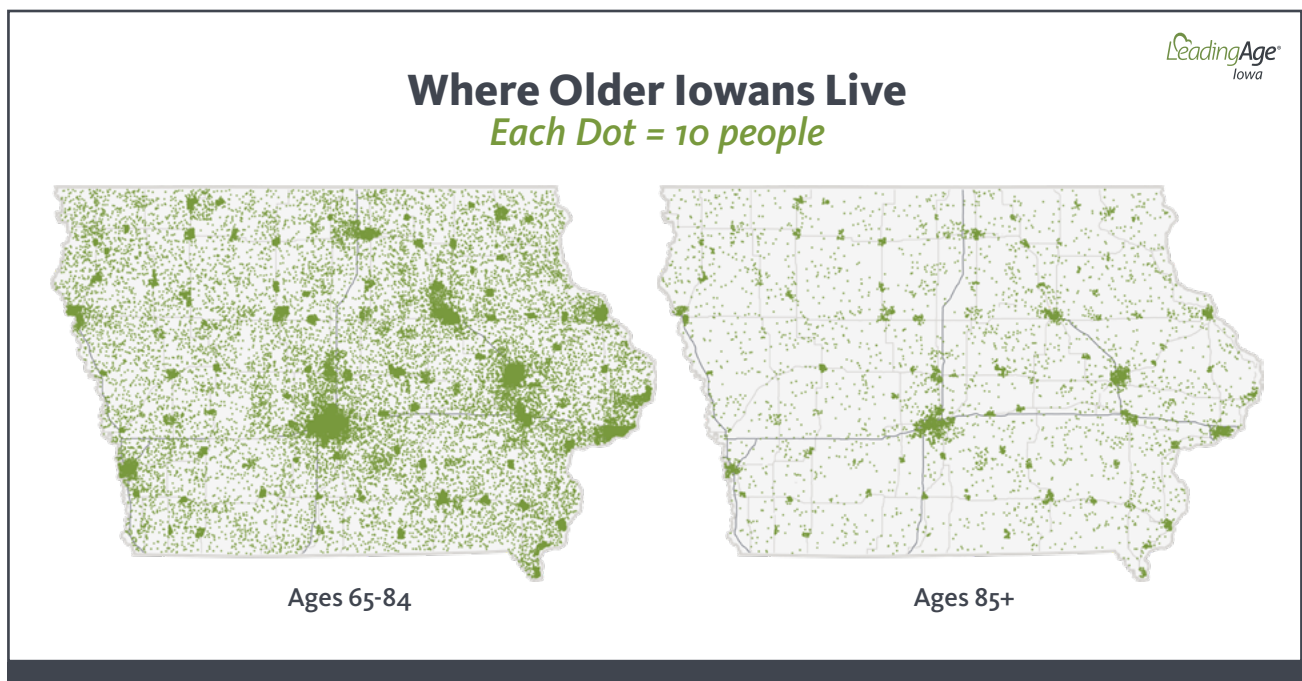 LeadingAge®
Iowa
Where Older Iowans Live
Each Dot = 10 people
Ages 65-84
Ages 85+